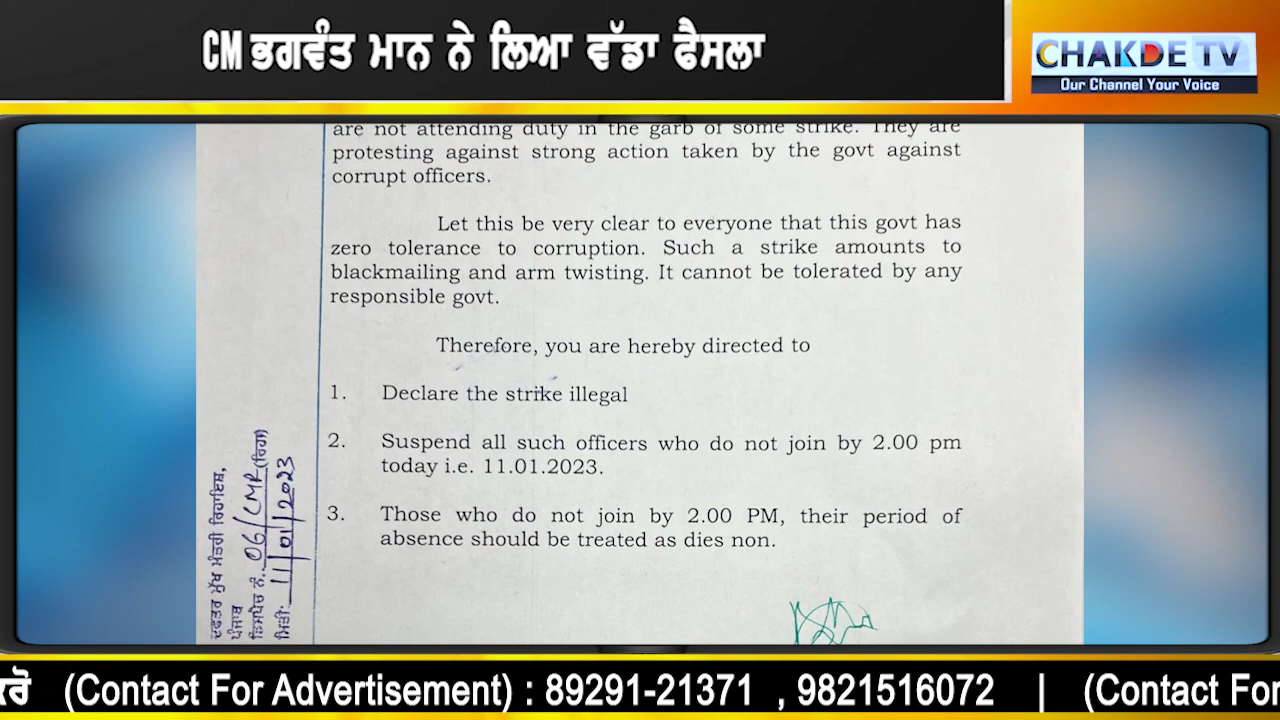 CM ਭਗਵੰਤ ਮਾਨ ਨੇ ਲਿਆ ਵੱਡਾ ਫੈਸਲਾ
CHAKDE TV
Our Channel Your Voice
are not attending duty in the garb of some strike. They are
protesting against strong action taken by the govt against
corrupt officers.
Let this be very clear to everyone that this govt has
zero tolerance to corruption. Such a strike amounts to
blackmailing and arm twisting. It cannot be tolerated by any
responsible govt.
Therefore, you are hereby directed to
1. Declare the strike illegal
2. Suspend all such officers who do not join by 2.00 pm
today i.e. 11.01.2023.
3. Those who do not join by 2.00 PM, their period of
absence should be treated as dies non.
ਦਫਤਰ ਮੁੱਖ ਮੰਤਰੀ ਰਿਹਾਇਸ਼,
ਪੰਜਾਬ
ਡਿਸਪੈਚ ਨੰ: 06/CMR(ਰਿਹਾ)
ਮਿਤੀ: 11/01/2023
ਕਰੋ (Contact For Advertisement) : 89291-21371 , 9821516072 | (Contact For